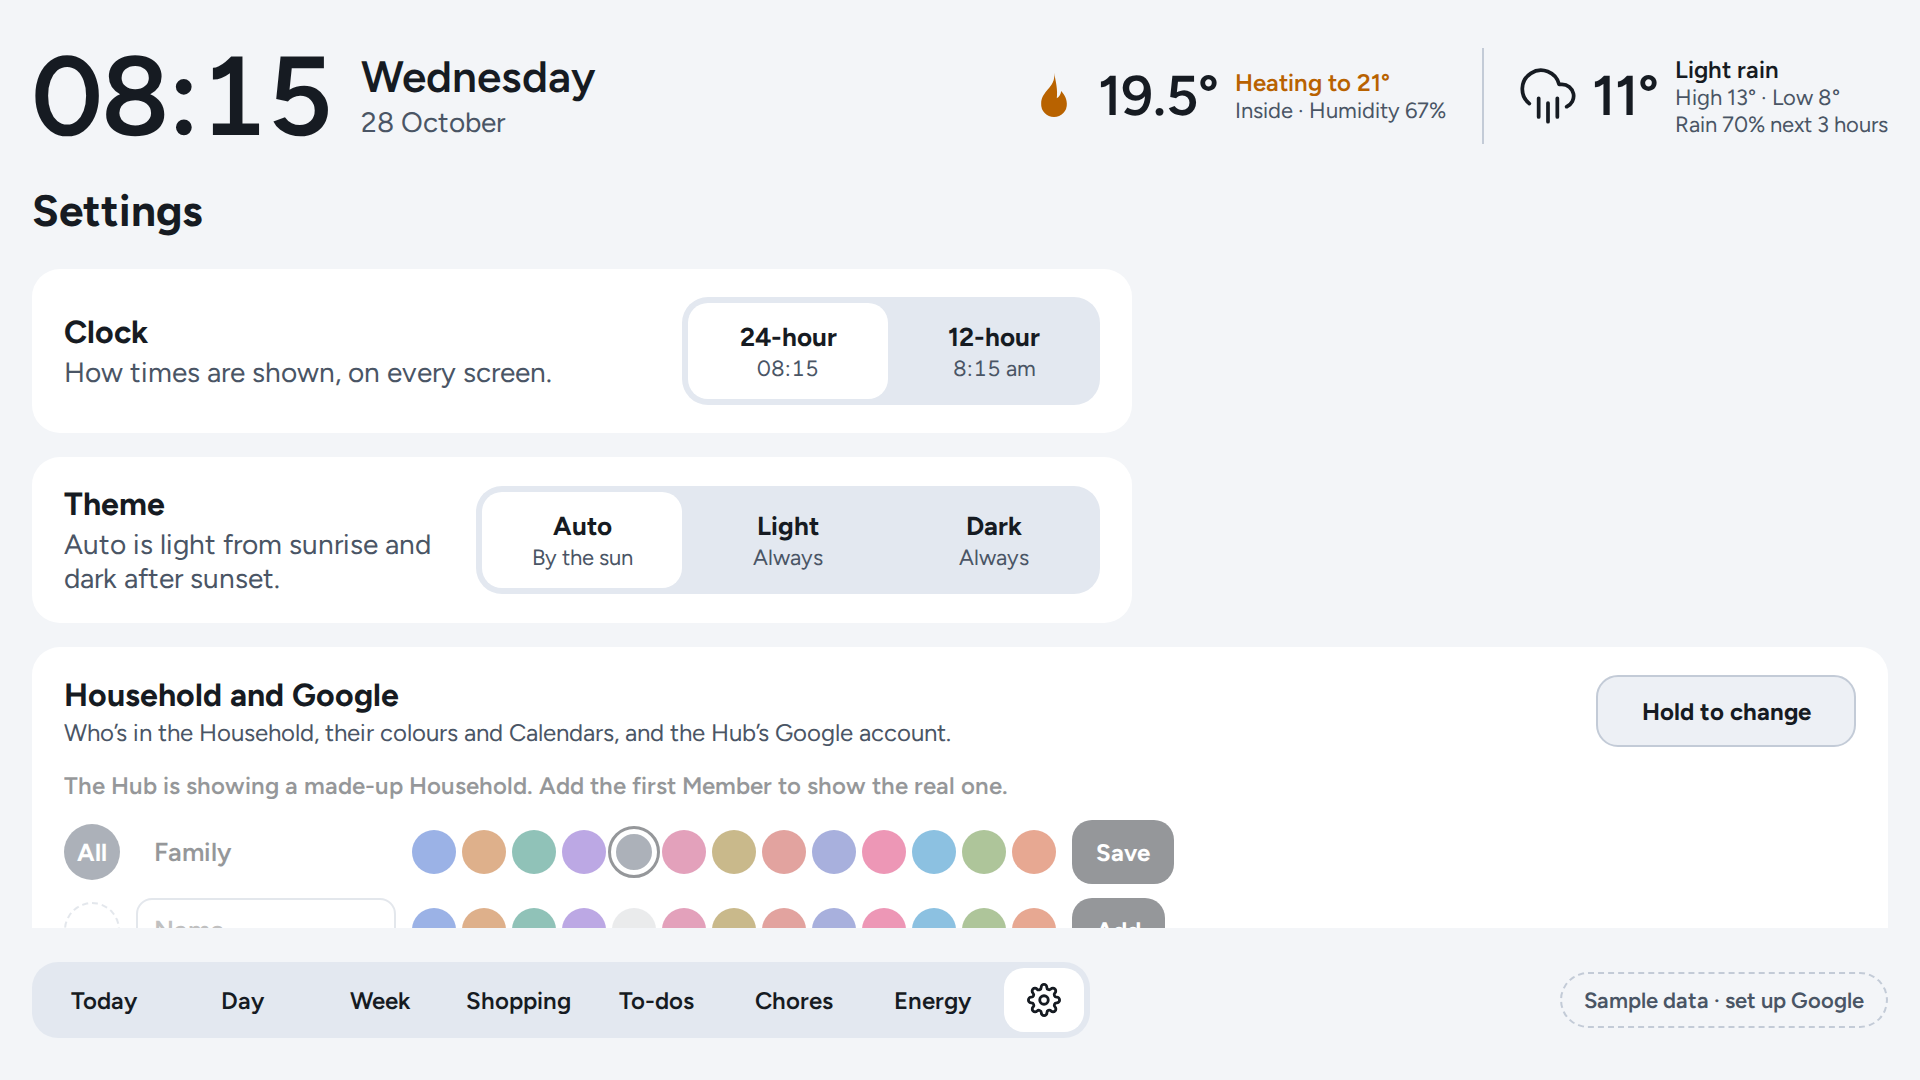 08:15
Wednesday
28 October
19.5°
Heating to 21°
Inside · Humidity 67%
11°
Light rain
High 13° · Low 8°
Rain 70% next 3 hours
Settings
Clock
How times are shown, on every screen.
24-hour
08:15
12-hour
8:15 am
Theme
Auto is light from sunrise and
dark after sunset.
Auto
By the sun
Light
Always
Dark
Always
Household and Google
Who’s in the Household, their colours and Calendars, and the Hub’s Google account.
Hold to change
The Hub is showing a made-up Household. Add the first Member to show the real one.
All
Family
Save
Name
Add
Today
Day
Week
Shopping
To-dos
Chores
Energy
Sample data · set up Google